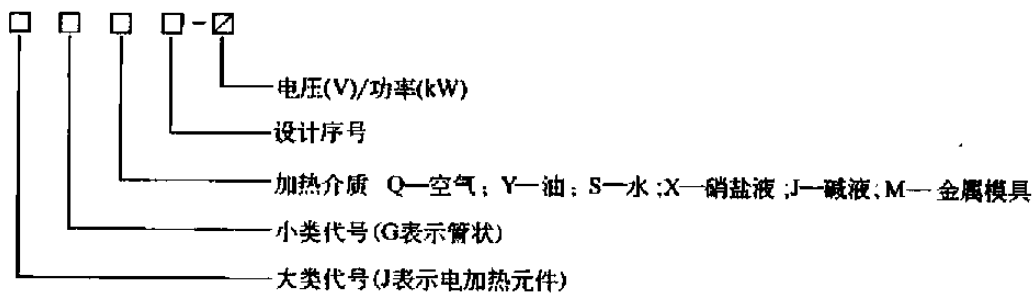 □ □ □ □-☐
电压(V)/功率(kW)
设计序号
加热介质 Q—空气; Y—油; S—水;X—硝盐液;J—碱液;M—金属模具
小类代号(G表示管状)
大类代号(J表示电加热元件)